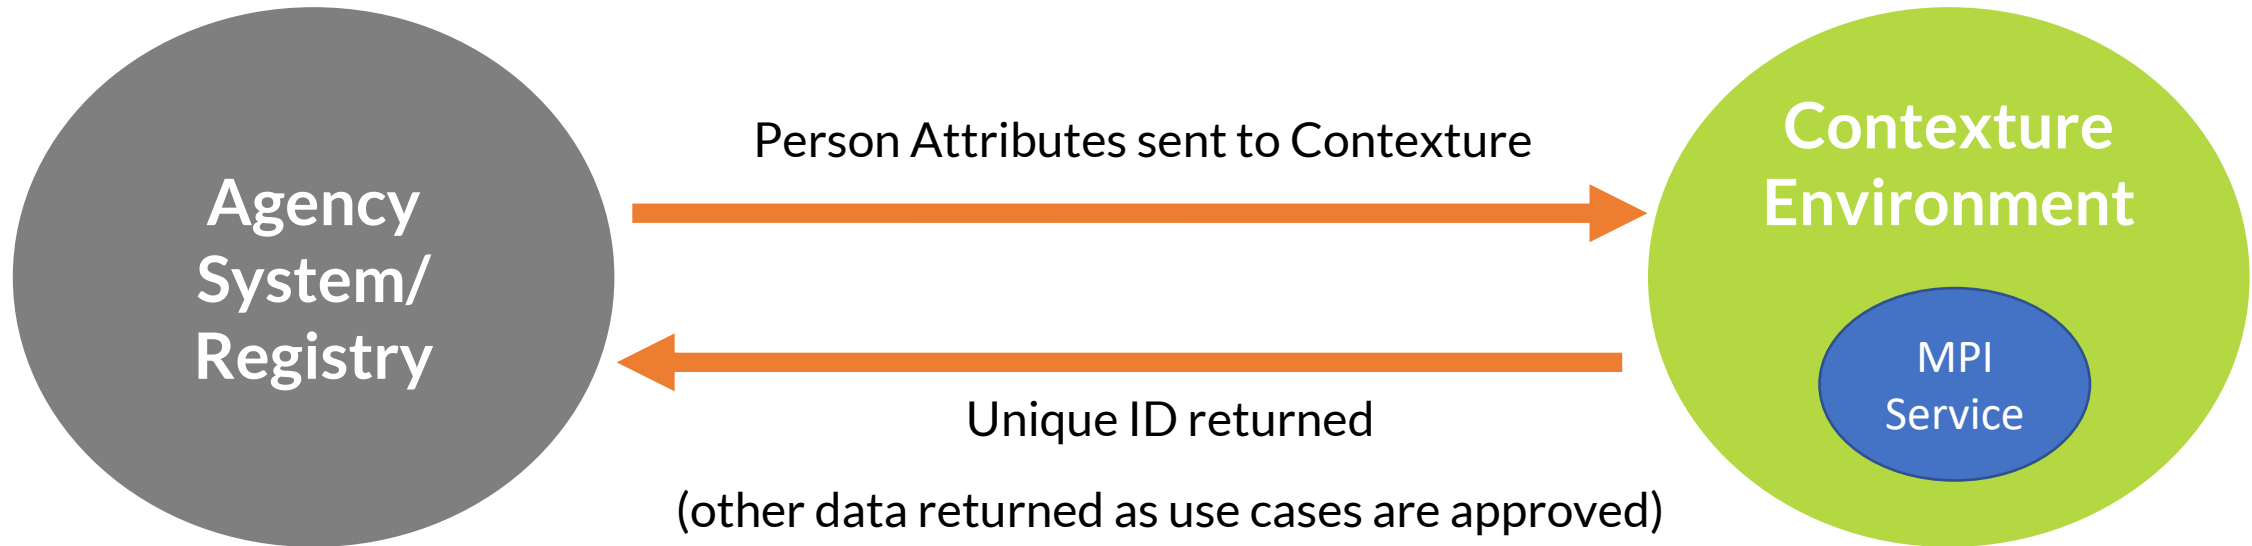 Agency
System/
Registry
Person Attributes sent to Contexture
Unique ID returned
(other data returned as use cases are approved)
Contexture
Environment
MPI
Service